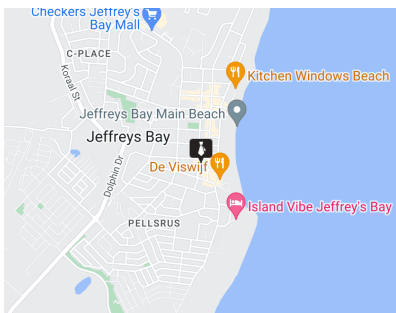 Checkers Jeffrey's
Bay Mall
C-PLACE
Koraal St
Kitchen Windows Beach
Jeffreys Bay Main Beach
Jeffreys Bay
De Viswijf
Dolphin Dr
Island Vibe Jeffrey's Bay
PELLSRUS